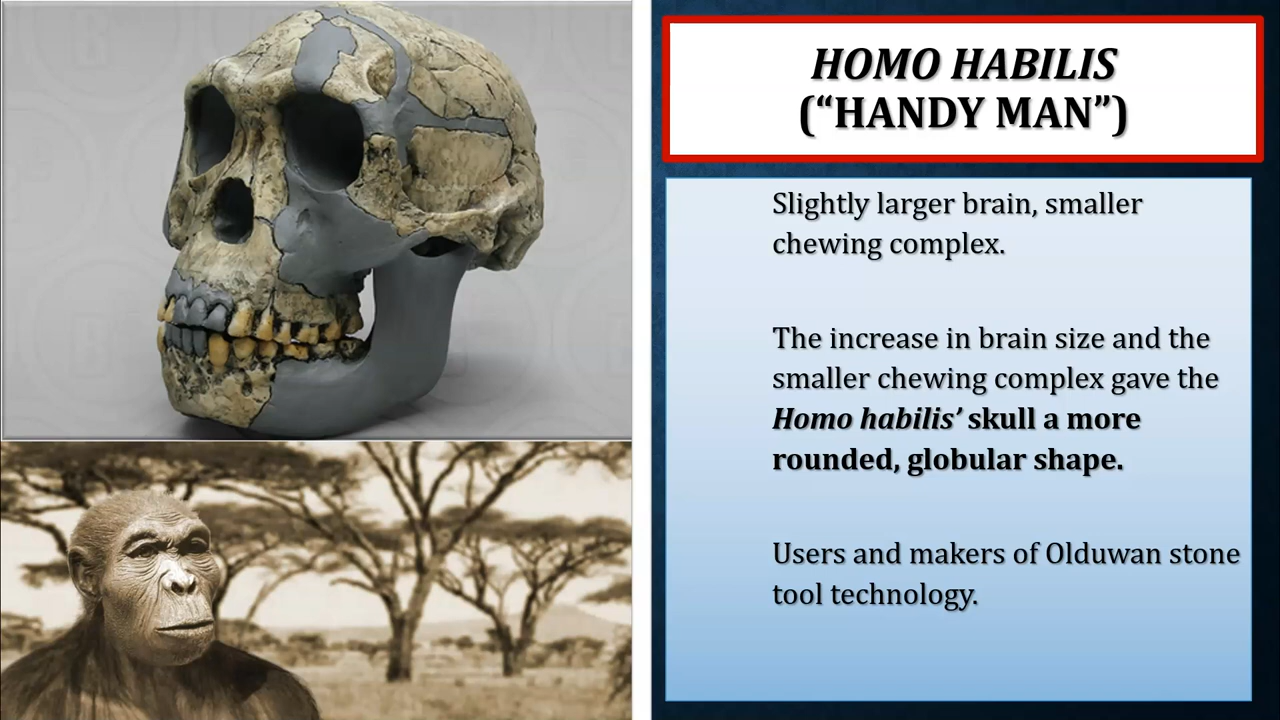 HOMO HABILIS
(“HANDY MAN”)
Slightly larger brain, smaller
chewing complex.
The increase in brain size and the
smaller chewing complex gave the
Homo habilis’ skull a more
rounded, globular shape.
Users and makers of Olduwan stone
tool technology.